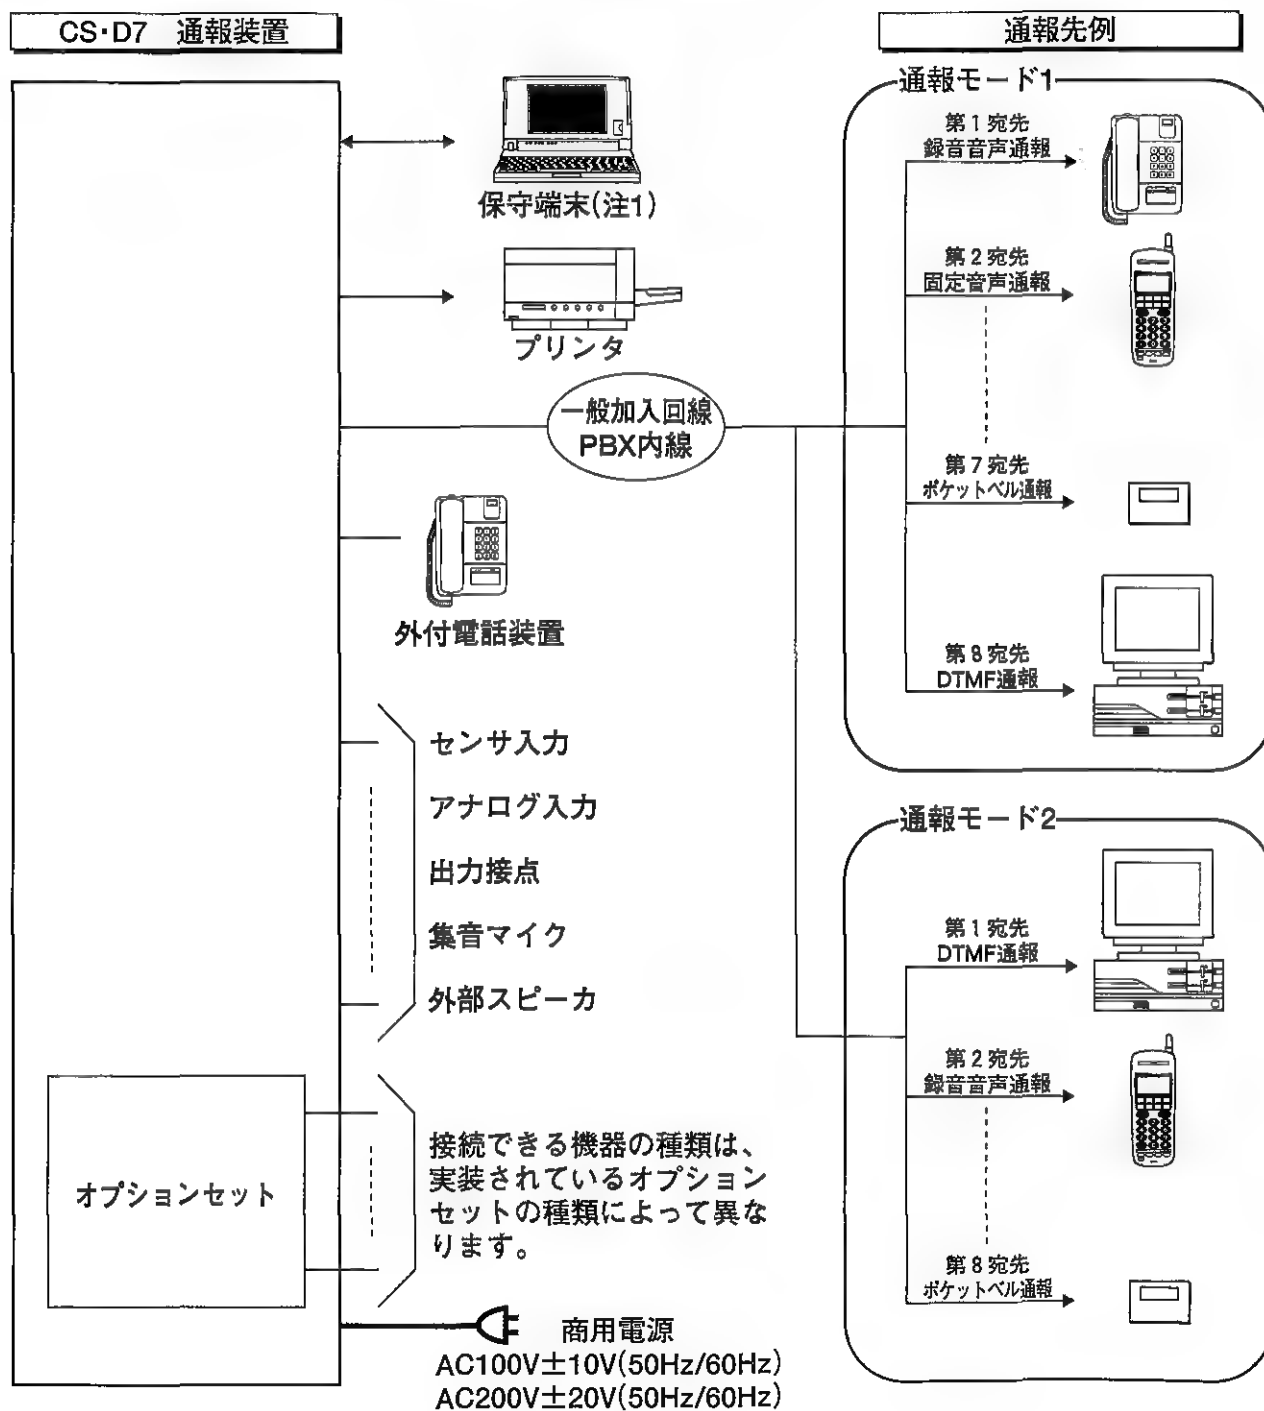 CS･D7 通報装置
保守端末(注1)
プリンタ
一般加入回線
PBX内線
外付電話装置
センサ入力
アナログ入力
出力接点
集音マイク
外部スピーカ
オプションセット
接続できる機器の種類は、
実装されているオプション
セットの種類によって異な
ります。
商用電源
AC100V±10V(50Hz/60Hz)
AC200V±20V(50Hz/60Hz)
通報先例
通報モード1
第1宛先
録音音声通報
第2宛先
固定音声通報
第7宛先
ポケットベル通報
第8宛先
DTMF通報
通報モード2
第1宛先
DTMF通報
第2宛先
録音音声通報
第8宛先
ポケットベル通報